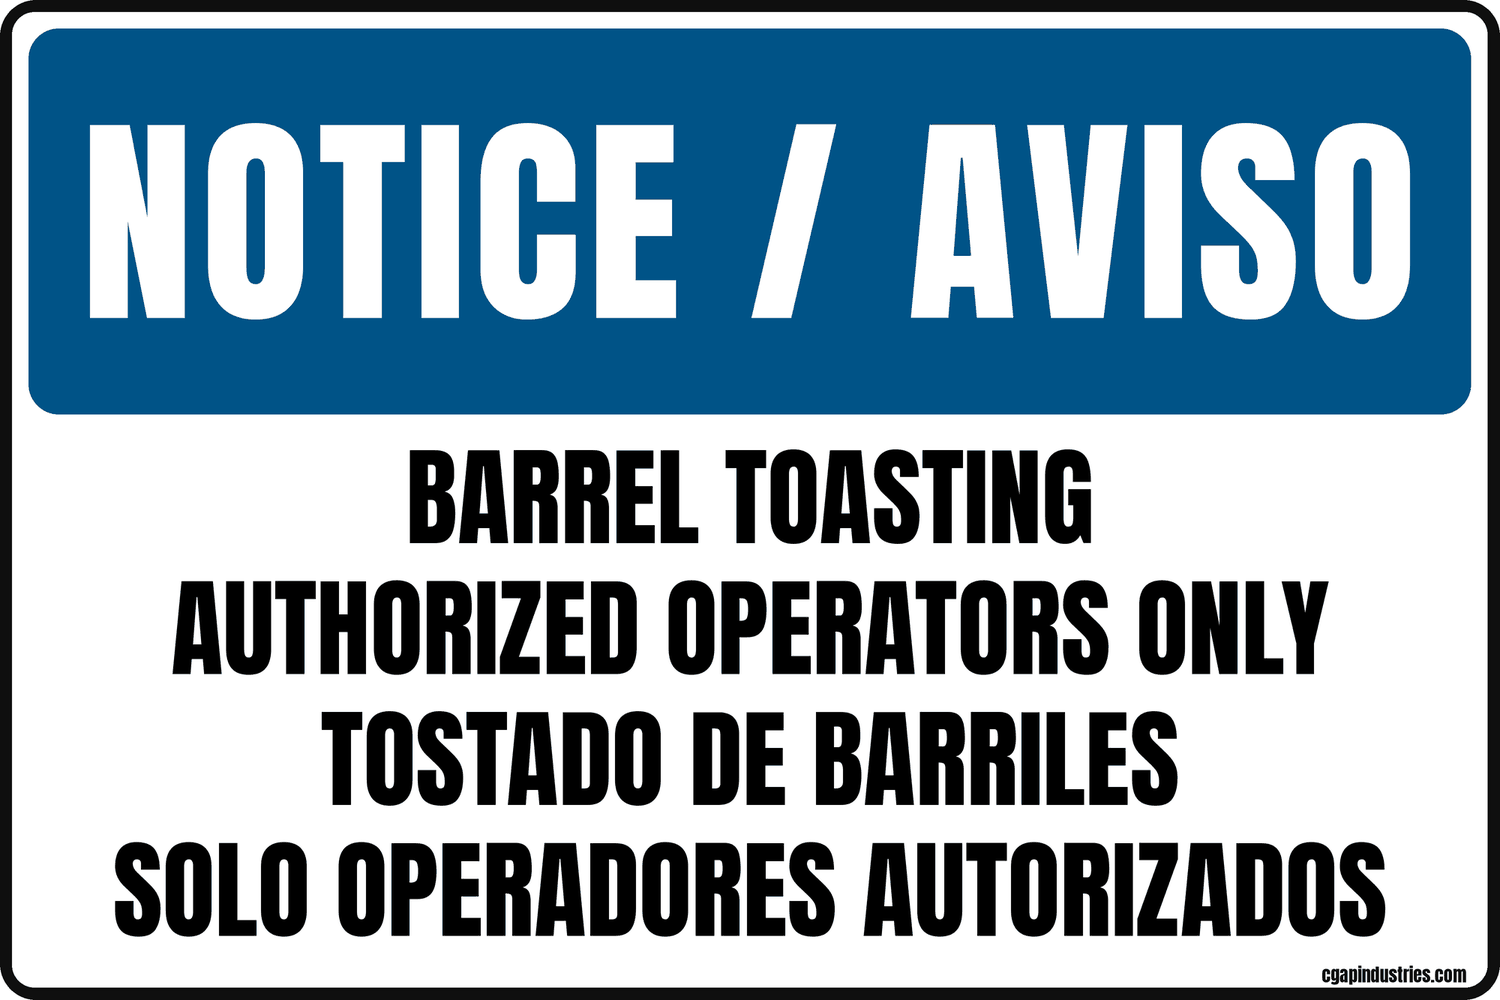 NOTICE / AVISO
BARREL TOASTING
AUTHORIZED OPERATORS ONLY
TOSTADO DE BARRILES
SOLO OPERADORES AUTORIZADOS
cgapindustries.com